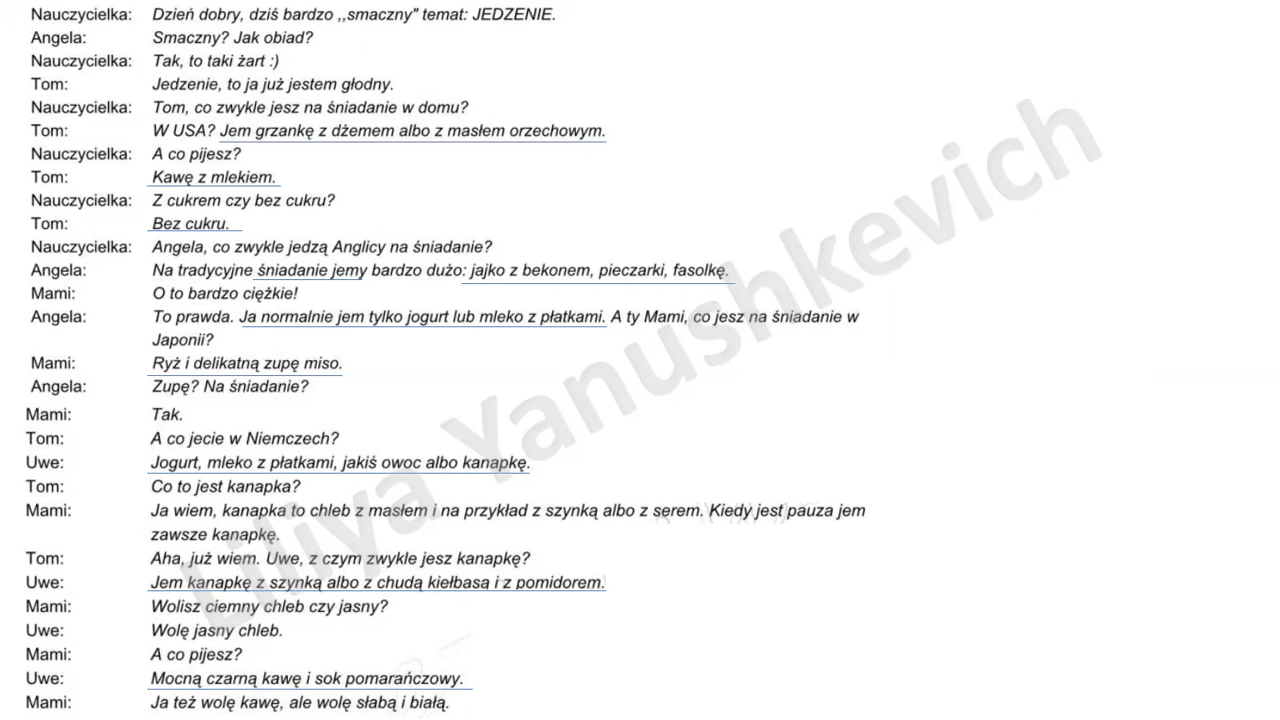 Nauczycielka: Dzień dobry, dziś bardzo ,,smaczny" temat: JEDZENIE.
Angela: Smaczny? Jak obiad?
Nauczycielka: Tak, to taki żart :)
Tom: Jedzenie, to ja już jestem głodny.
Nauczycielka: Tom, co zwykle jesz na śniadanie w domu?
Tom: W USA? Jem grzankę z dżemem albo z masłem orzechowym.
Nauczycielka: A co pijesz?
Tom: Kawę z mlekiem.
Nauczycielka: Z cukrem czy bez cukru?
Tom: Bez cukru.
Nauczycielka: Angela, co zwykle jedzą Anglicy na śniadanie?
Angela: Na tradycyjne śniadanie jemy bardzo dużo: jajko z bekonem, pieczarki, fasolkę.
Mami: O to bardzo ciężkie!
Angela: To prawda. Ja normalnie jem tylko jogurt lub mleko z płatkami. A ty Mami, co jesz na śniadanie w
Japonii?
Mami: Ryż i delikatną zupę miso.
Angela: Zupę? Na śniadanie?
Mami: Tak.
Tom: A co jecie w Niemczech?
Uwe: Jogurt, mleko z płatkami, jakiś owoc albo kanapkę.
Tom: Co to jest kanapka?
Mami: Ja wiem, kanapka to chleb z masłem i na przykład z szynką albo z serem. Kiedy jest pauza jem
zawsze kanapkę.
Tom: Aha, już wiem. Uwe, z czym zwykle jesz kanapkę?
Uwe: Jem kanapkę z szynką albo z chudą kiełbasą i z pomidorem.
Mami: Wolisz ciemny chleb czy jasny?
Uwe: Wolę jasny chleb.
Mami: A co pijesz?
Uwe: Mocną czarną kawę i sok pomarańczowy.
Mami: Ja też wolę kawę, ale wolę słabą i białą.
Liliya Yanushkevich